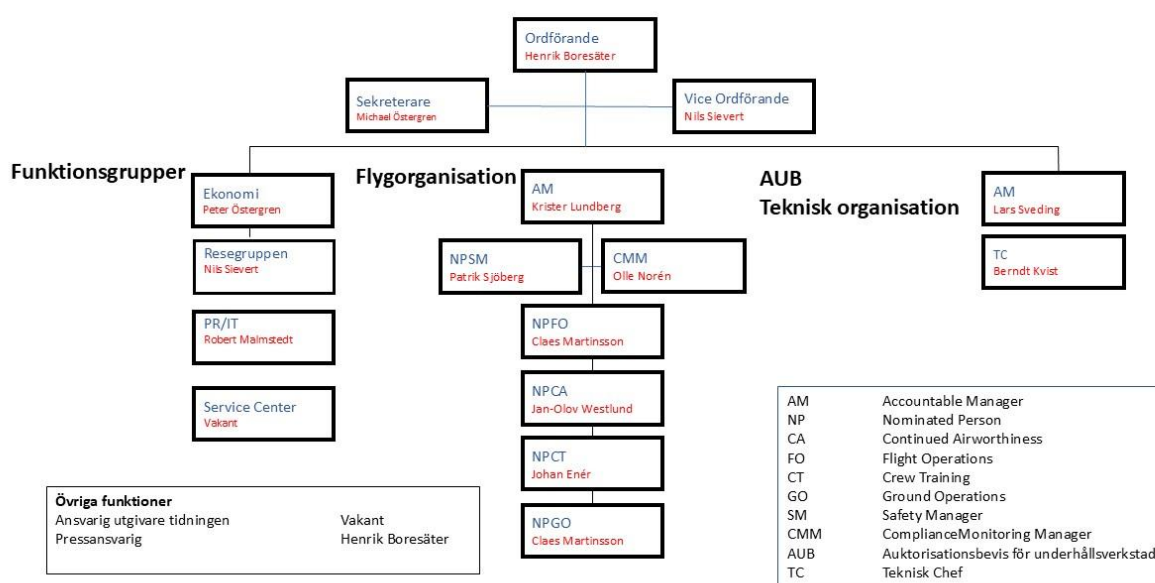 Ordförande
Henrik Boresäter
Sekreterare
Michael Östergren
Vice Ordförande
Nils Sievert
Funktionsgrupper
Ekonomi
Peter Östergren
Resegruppen
Nils Sievert
PR/IT
Robert Malmstedt
Service Center
Vakant
Flygorganisation
AM
Krister Lundberg
NPSM
Patrik Sjöberg
CMM
Olle Norén
NPFO
Claes Martinsson
NPCA
Jan-Olov Westlund
NPCT
Johan Enér
NPGO
Claes Martinsson
AUB
Teknisk organisation
AM
Lars Sveding
TC
Berndt Kvist
Övriga funktioner
Ansvarig utgivare tidningen Vakant
Pressansvarig Henrik Boresäter
AM Accountable Manager
NP Nominated Person
CA Continued Airworthiness
FO Flight Operations
CT Crew Training
GO Ground Operations
SM Safety Manager
CMM ComplianceMonitoring Manager
AUB Auktorisationsbevis för underhållsverkstad
TC Teknisk Chef